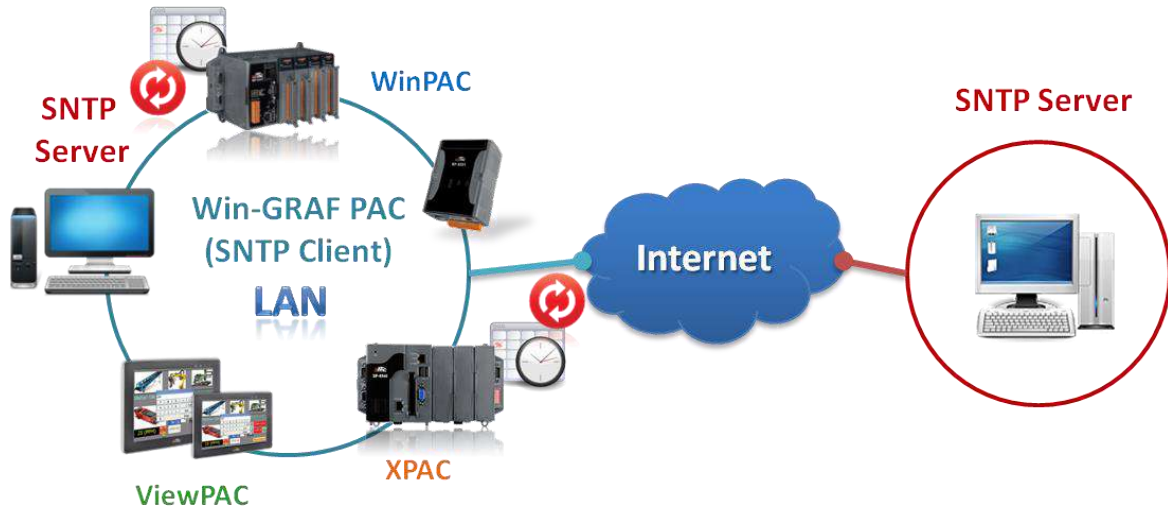 WinPAC
SNTP
Server
SNTP Server
Win-GRAF PAC
(SNTP Client)
LAN
Internet
XPAC
ViewPAC